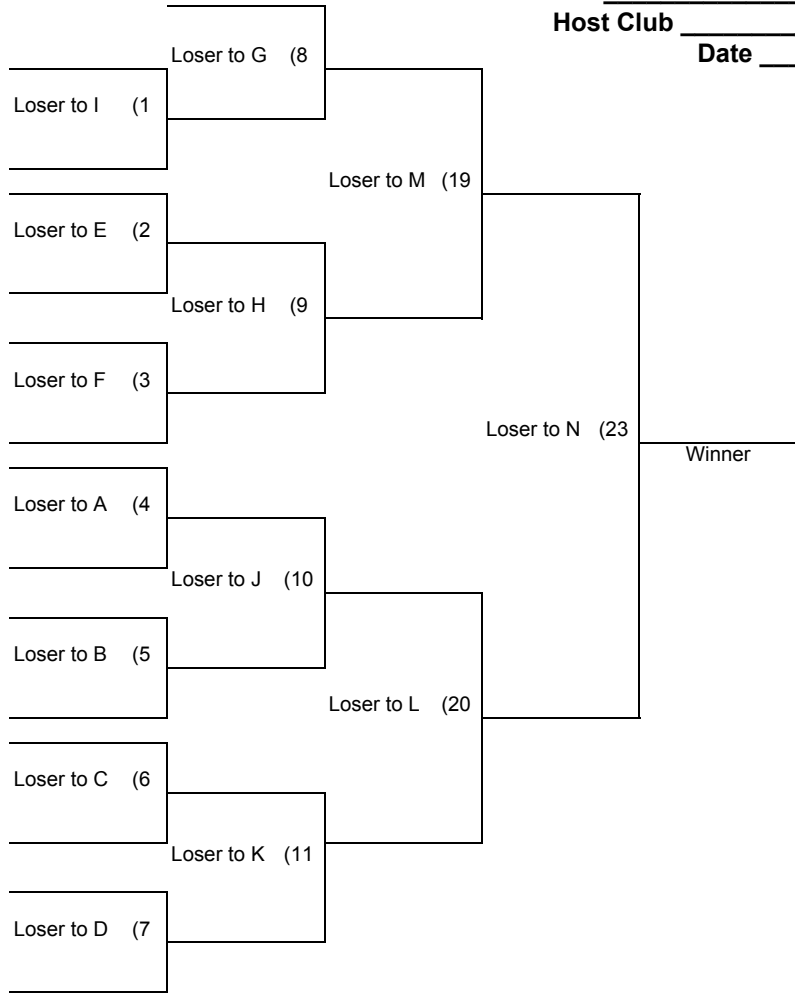 Host Club
Date
Loser to G (8
Loser to I (1
Loser to M (19
Loser to E (2
Loser to H (9
Loser to F (3
Loser to N (23
Winner
Loser to A (4
Loser to J (10
Loser to B (5
Loser to L (20
Loser to C (6
Loser to K (11
Loser to D (7